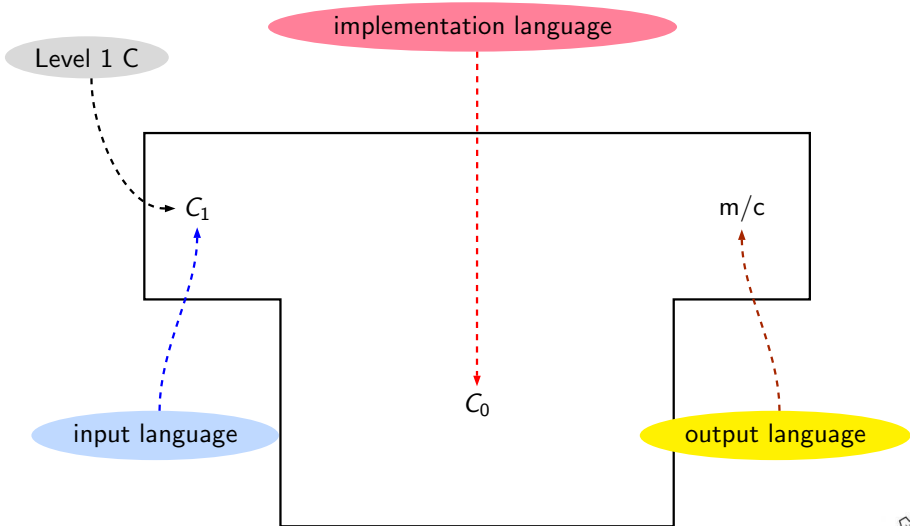 implementation language
Level 1 C
C₁
m/c
C₀
input language
output language